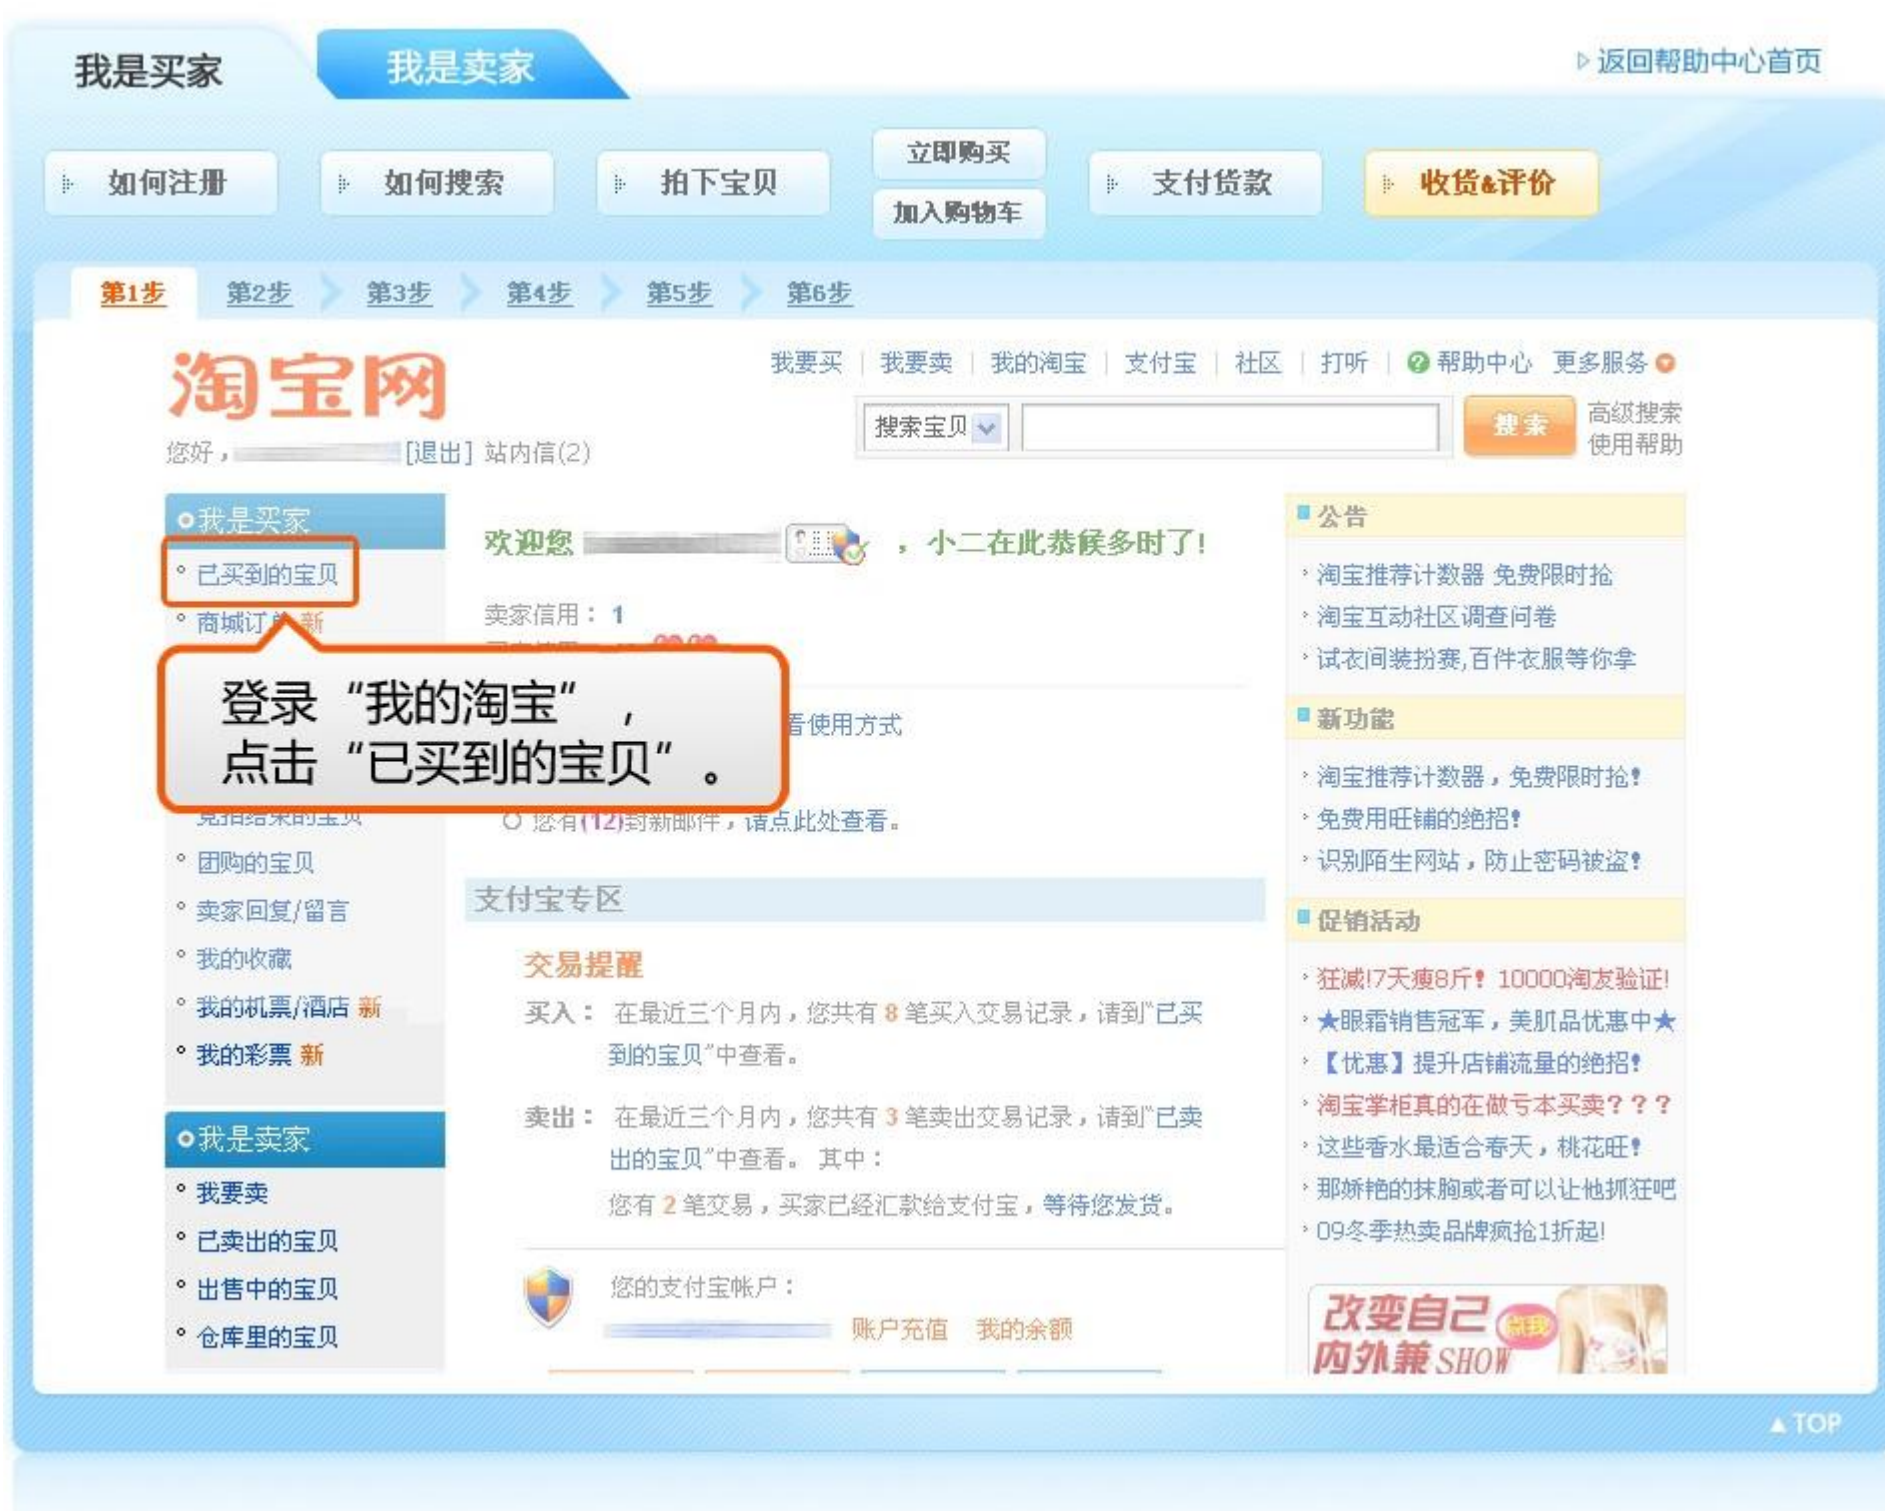 我是买家
我是卖家
返回帮助中心首页
如何注册
如何搜索
拍下宝贝
立即购买
加入购物车
支付货款
收货&评价
第1步
第2步
第3步
第4步
第5步
第6步
淘宝网
我要买 | 我要卖 | 我的淘宝 | 支付宝 | 社区 | 打听 | 帮助中心 更多服务
搜索宝贝
搜索
高级搜索
使用帮助
您好，
[退出] 站内信(2)
我是买家
已买到的宝贝
商城订单 新
登录“我的淘宝”，
点击“已买到的宝贝”。
竞拍结束的宝贝
团购的宝贝
卖家回复/留言
我的收藏
我的机票/酒店 新
我的彩票 新
我是卖家
我要卖
已卖出的宝贝
出售中的宝贝
仓库里的宝贝
欢迎您
，小二在此恭候多时了!
卖家信用：1
看使用方式
您有(12)封新邮件，请点此处查看。
支付宝专区
交易提醒
买入：在最近三个月内，您共有 8 笔买入交易记录，请到“已买
到的宝贝”中查看。
卖出：在最近三个月内，您共有 3 笔卖出交易记录，请到“已卖
出的宝贝”中查看。其中：
您有 2 笔交易，买家已经汇款给支付宝，等待您发货。
您的支付宝帐户：
账户充值 我的余额
公告
淘宝推荐计数器 免费限时抢
淘宝互动社区调查问卷
试衣间装扮赛,百件衣服等你拿
新功能
淘宝推荐计数器，免费限时抢!
免费用旺铺的绝招!
识别陌生网站，防止密码被盗!
促销活动
狂减!7天瘦8斤! 10000淘友验证!
★眼霜销售冠军，美肌品优惠中★
【优惠】提升店铺流量的绝招!
淘宝掌柜真的在做亏本买卖？？？
这些香水最适合春天，桃花旺!
那娇艳的抹胸或者可以让他抓狂吧
09冬季热卖品牌疯抢1折起!
改变自己
点我
内外兼SHOW
TOP